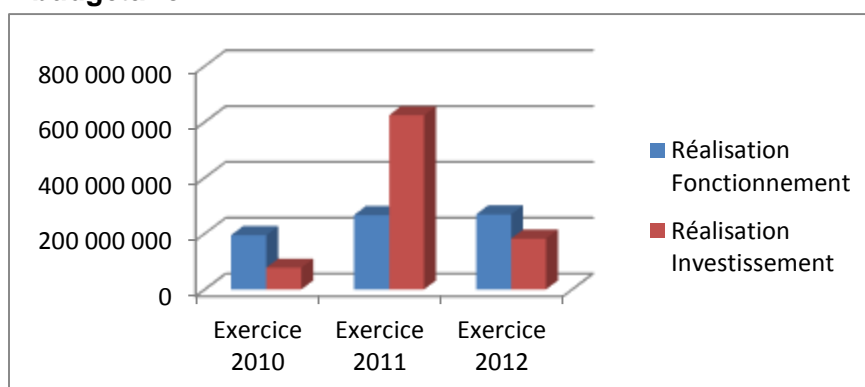 800 000 000
600 000 000
400 000 000
200 000 000
0
Exercice
2010
Exercice
2011
Exercice
2012
Réalisation
Fonctionnement
Réalisation
Investissement